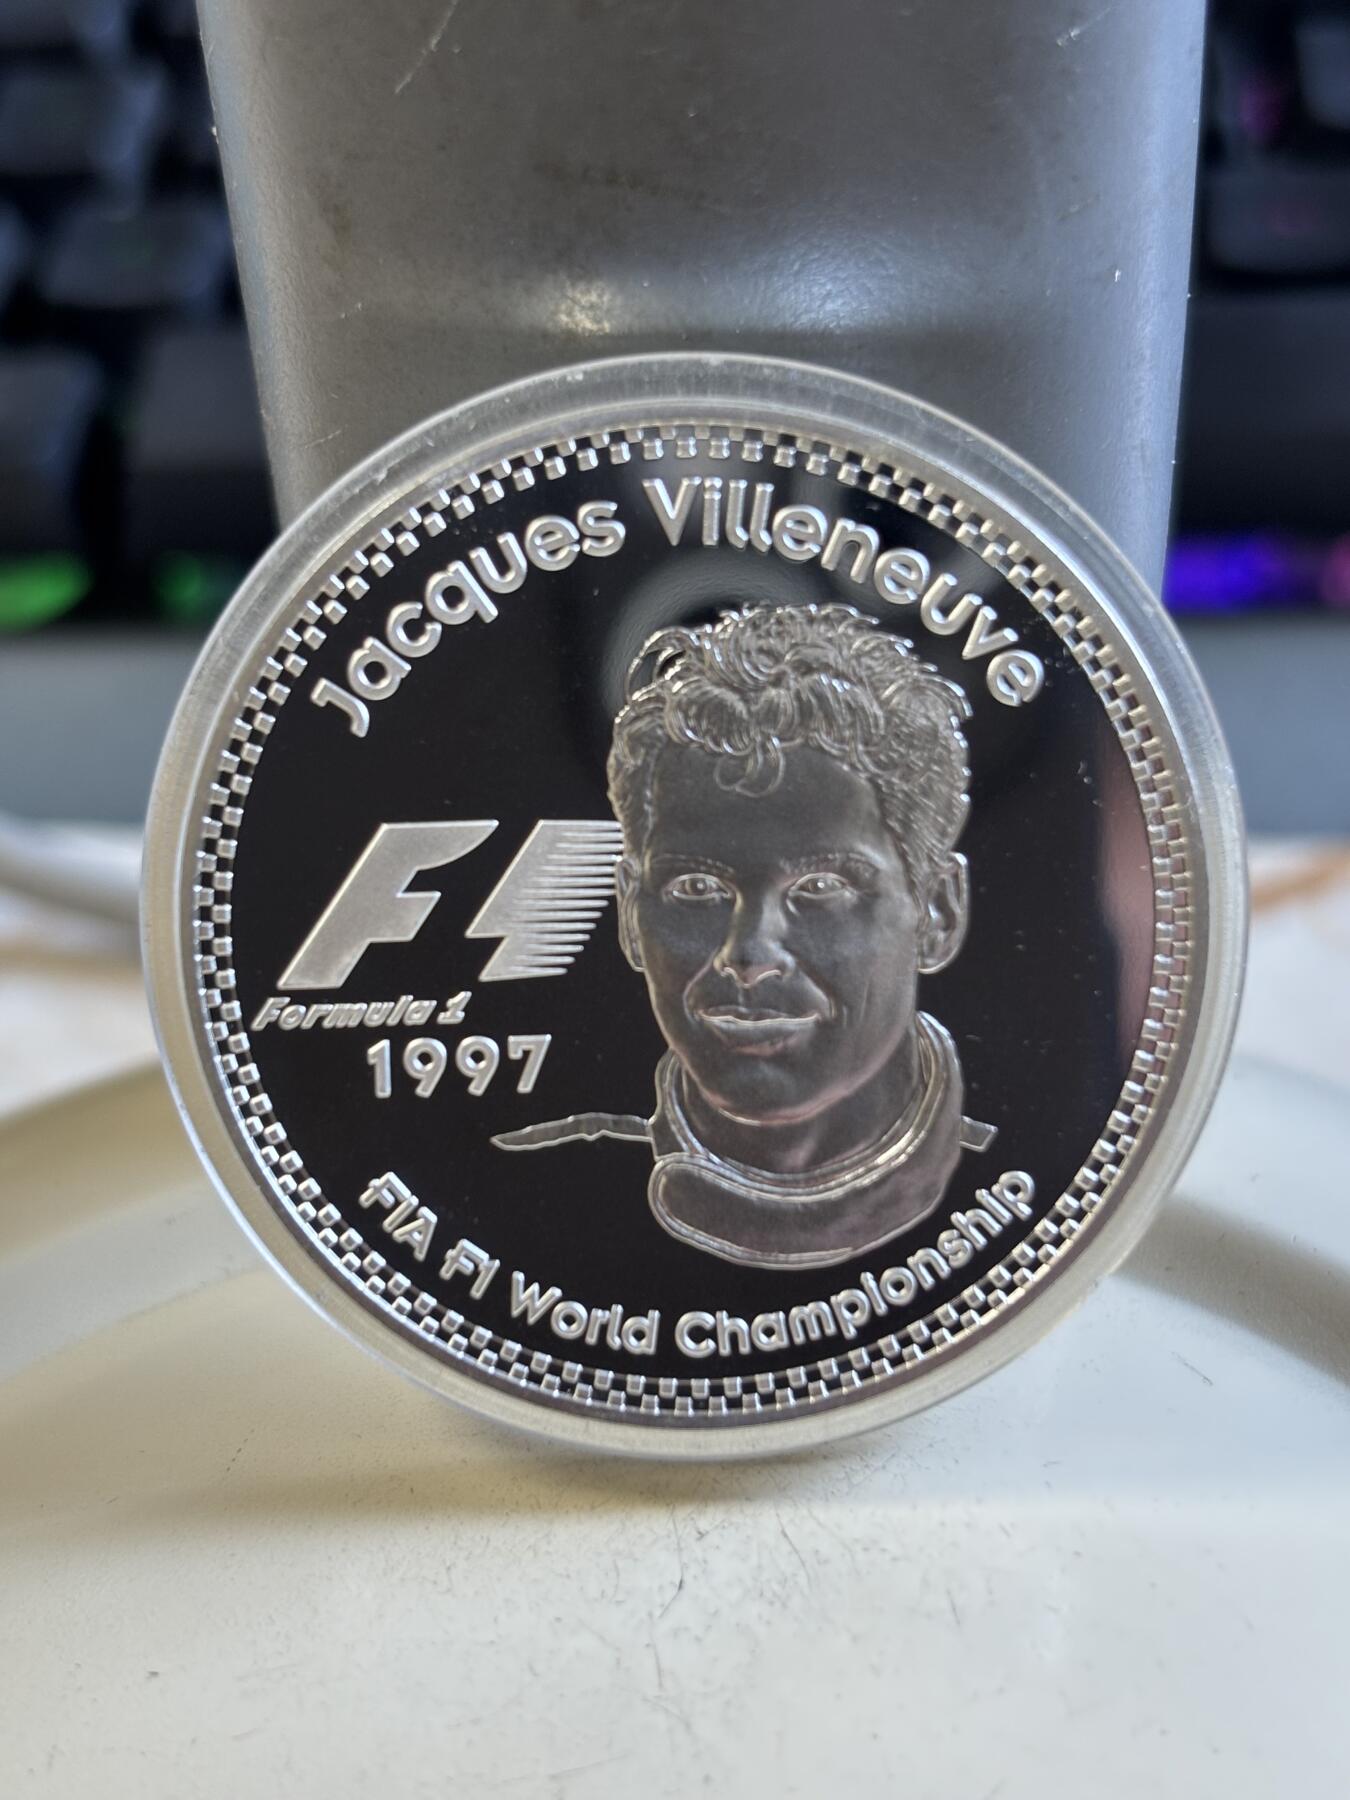 Jacques Villeneuve
F1
Formula 1
1997
FIA F1 World Championship